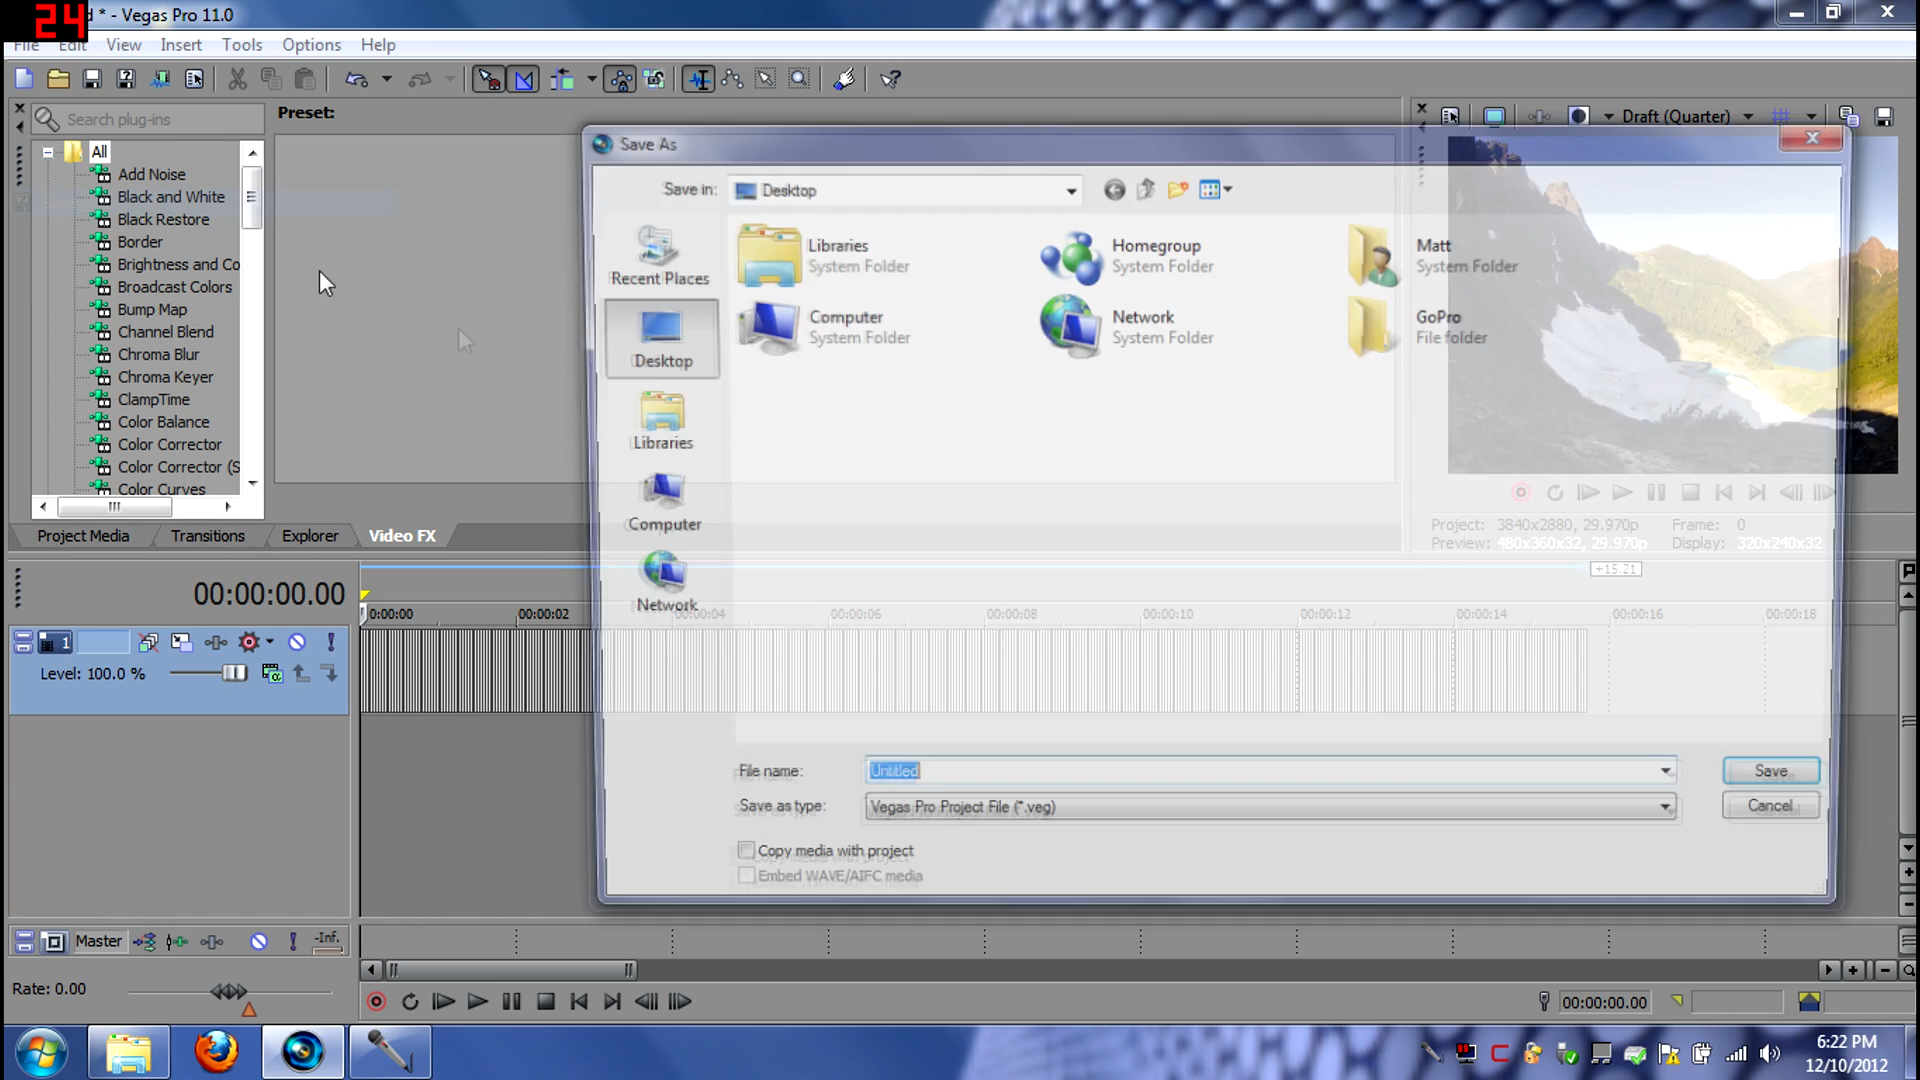 24
d * - Vegas Pro 11.0
File Edit View Insert Tools Options Help
Search plug-ins
Preset:
All
Add Noise
Black and White
Black Restore
Border
Brightness and Co
Broadcast Colors
Bump Map
Channel Blend
Chroma Blur
Chroma Keyer
ClampTime
Color Balance
Color Corrector
Color Corrector (S
Color Curves
Project Media Transitions Explorer Video FX
Save As
Save in: Desktop
Recent Places
Desktop
Libraries
Computer
Network
Libraries
System Folder
Homegroup
System Folder
Matt
System Folder
Computer
System Folder
Network
System Folder
GoPro
File folder
File name: Untitled
Save
Save as type: Vegas Pro Project File (*.veg)
Cancel
Copy media with project
Embed WAVE/AIFC media
Draft (Quarter)
Project: 3840x2880, 29.970p Frame: 0
Preview: 480x360x32, 29.970p Display: 320x240x32
+15.21
00:00:00.00
0:00:00 00:00:02 00:00:04 00:00:06 00:00:08 00:00:10 00:00:12 00:00:14 00:00:16 00:00:18
1
Level: 100.0 %
Master -Inf.
Rate: 0.00
00:00:00.00
6:22 PM
12/10/2012